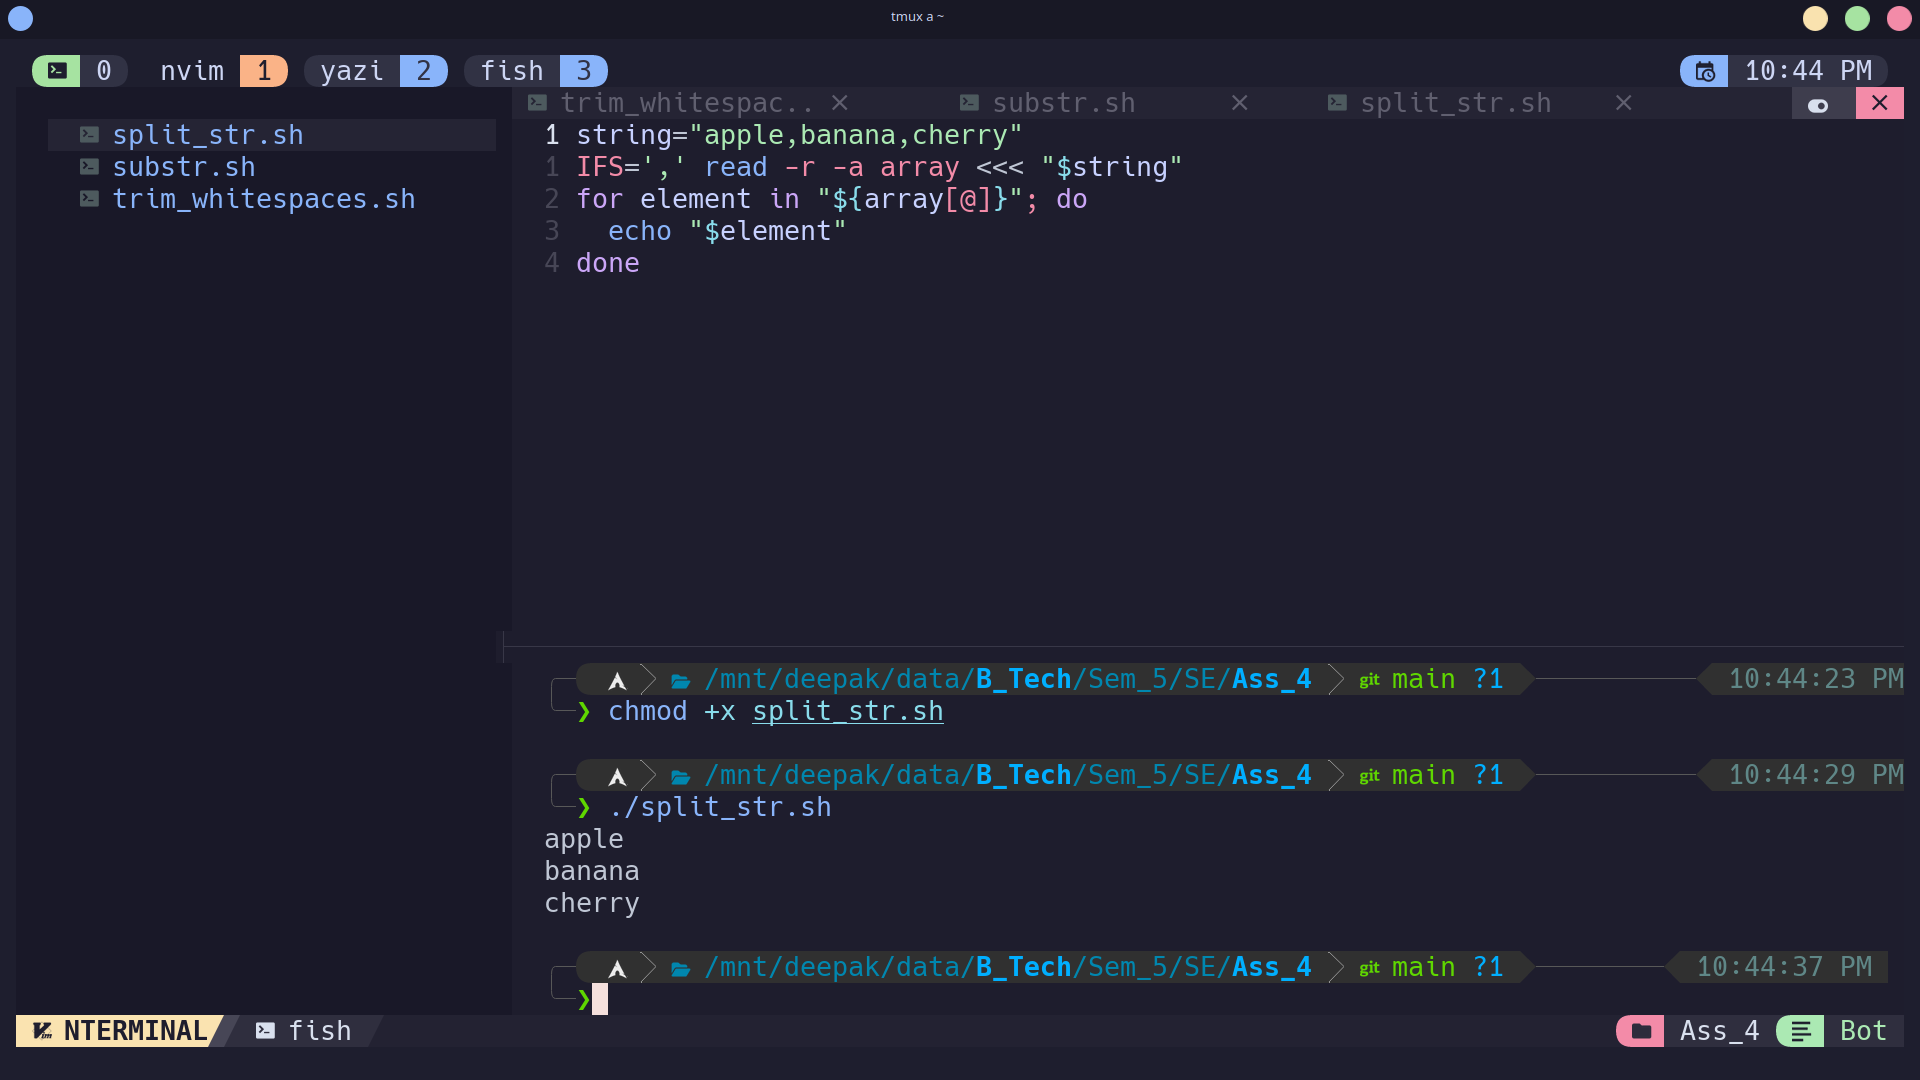 tmux a ~
0 nvim 1 yazi 2 fish 3 10:44 PM
trim_whitespac.. substr.sh split_str.sh
split_str.sh
substr.sh
trim_whitespaces.sh
1 string="apple,banana,cherry"
1 IFS=',' read -r -a array <<< "$string"
2 for element in "${array[@]}"; do
3 echo "$element"
4 done
/mnt/deepak/data/B_Tech/Sem_5/SE/Ass_4 git main ?1 10:44:23 PM
❯ chmod +x split_str.sh
/mnt/deepak/data/B_Tech/Sem_5/SE/Ass_4 git main ?1 10:44:29 PM
❯ ./split_str.sh
apple
banana
cherry
/mnt/deepak/data/B_Tech/Sem_5/SE/Ass_4 git main ?1 10:44:37 PM
❯
NTERMINAL fish Ass_4 Bot